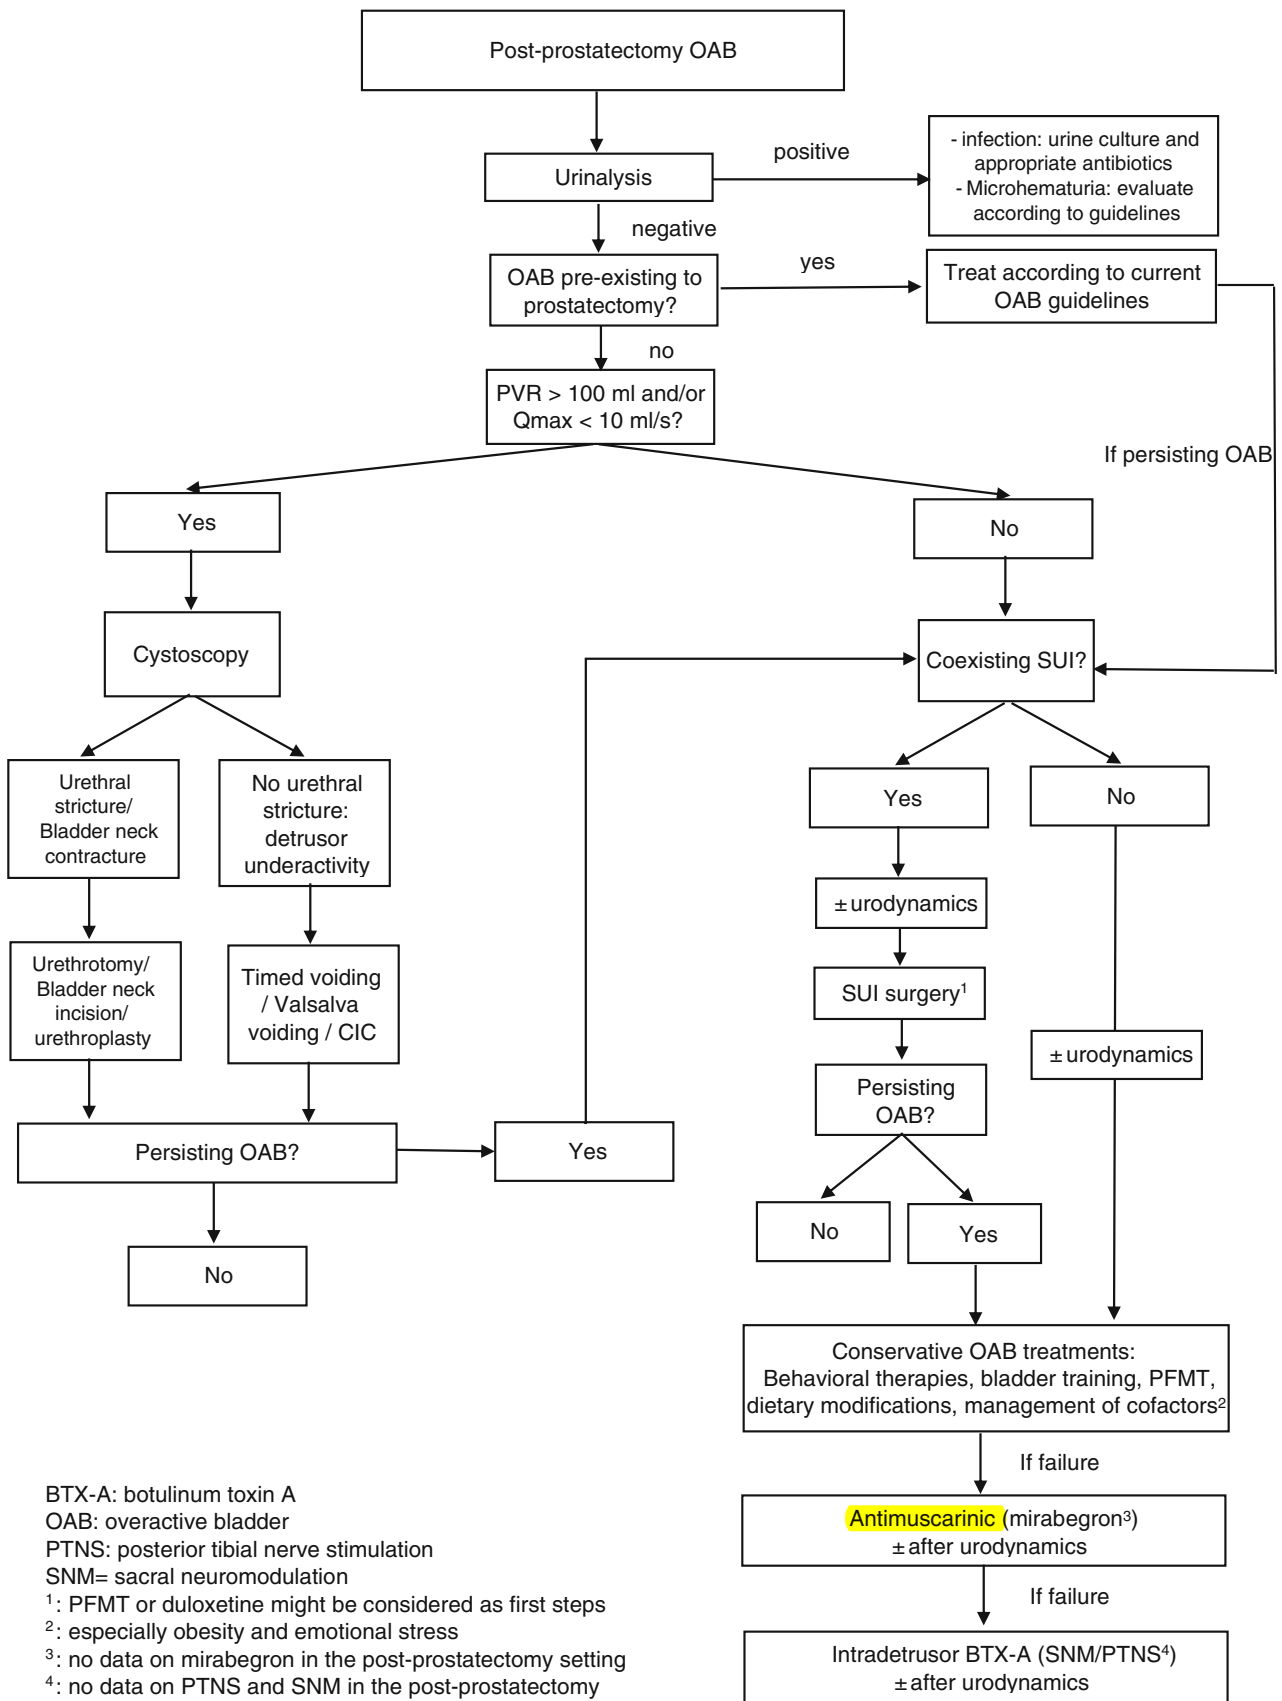 Post-prostatectomy OAB
Urinalysis
positive
- infection: urine culture and
appropriate antibiotics
- Microhematuria: evaluate
according to guidelines
negative
OAB pre-existing to
prostatectomy?
yes
Treat according to current
OAB guidelines
no
PVR > 100 ml and/or
Qmax < 10 ml/s?
If persisting OAB
Yes
No
Cystoscopy
Coexisting SUI?
Urethral
stricture/
Bladder neck
contracture
No urethral
stricture:
detrusor
underactivity
Yes
No
± urodynamics
Urethrotomy/
Bladder neck
incision/
urethroplasty
Timed voiding
/ Valsalva
voiding / CIC
SUI surgery¹
± urodynamics
Persisting
OAB?
Persisting OAB?
Yes
No
Yes
No
Conservative OAB treatments:
Behavioral therapies, bladder training, PFMT,
dietary modifications, management of cofactors²
If failure
Antimuscarinic (mirabegron³)
± after urodynamics
If failure
Intradetrusor BTX-A (SNM/PTNS⁴)
± after urodynamics
BTX-A: botulinum toxin A
OAB: overactive bladder
PTNS: posterior tibial nerve stimulation
SNM= sacral neuromodulation
¹: PFMT or duloxetine might be considered as first steps
²: especially obesity and emotional stress
³: no data on mirabegron in the post-prostatectomy setting
⁴: no data on PTNS and SNM in the post-prostatectomy